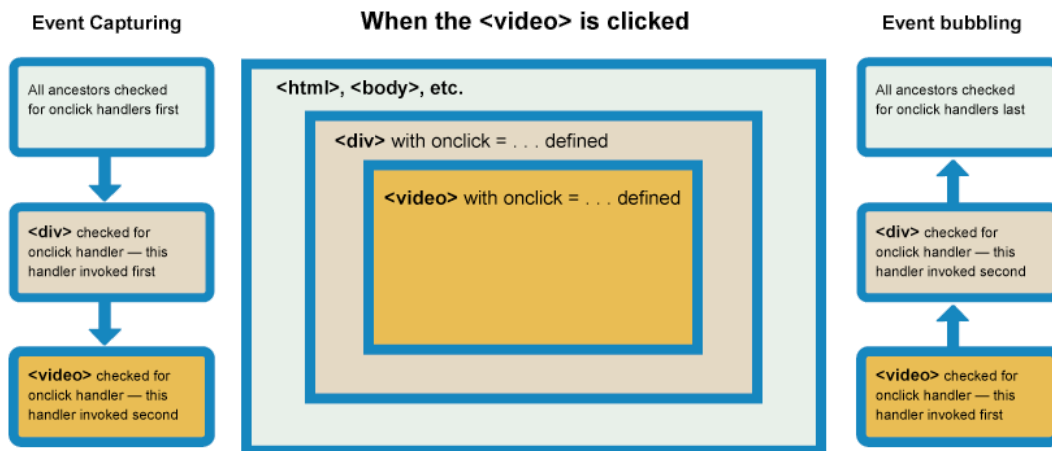 Event Capturing
When the <video> is clicked
Event bubbling
All ancestors checked
for onclick handlers first
<div> checked for
onclick handler — this
handler invoked first
<video> checked for
onclick handler — this
handler invoked second
<html>, <body>, etc.
<div> with onclick = . . . defined
<video> with onclick = . . . defined
All ancestors checked
for onclick handlers last
<div> checked for
onclick handler — this
handler invoked second
<video> checked for
onclick handler — this
handler invoked first